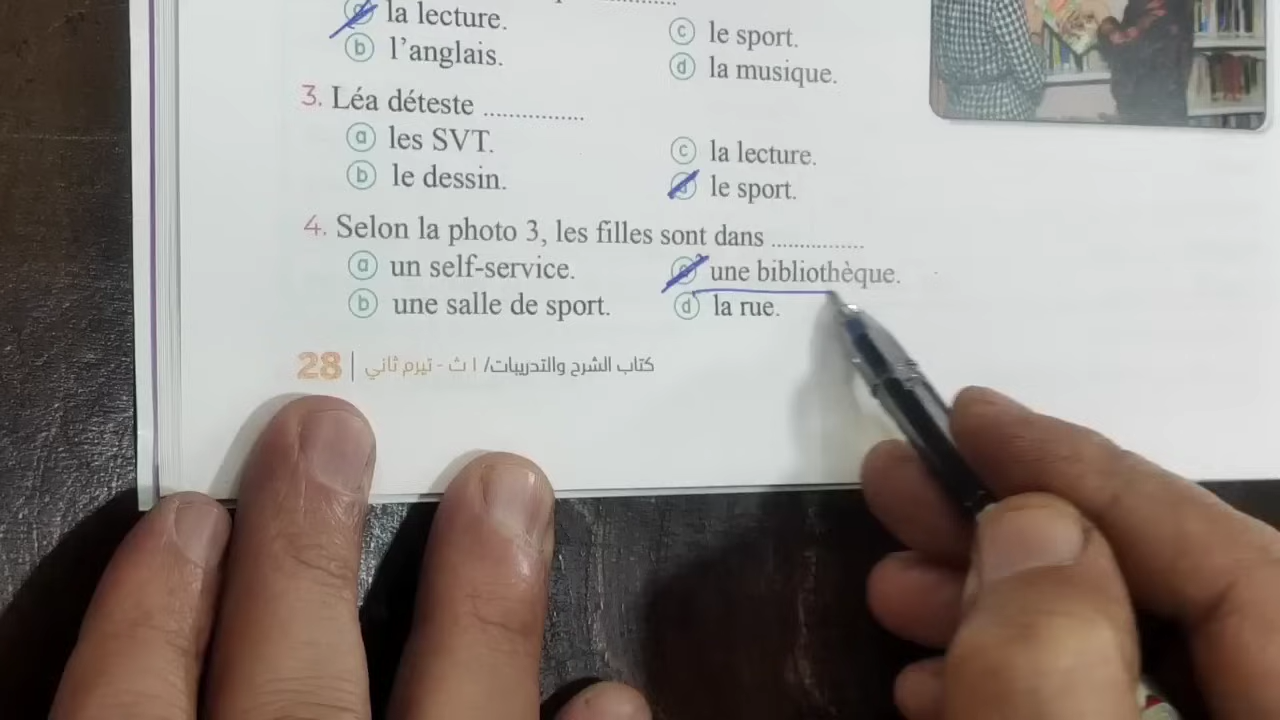 la lecture.
c le sport.
b l'anglais.
d la musique.
3. Léa déteste ...............
a les SVT.
c la lecture.
b le dessin.
le sport.
4. Selon la photo 3, les filles sont dans ...............
a un self-service.
une bibliothèque.
b une salle de sport.
d la rue.
28 | كتاب الشرح والتدريبات/ ١ ث - تيرم ثاني